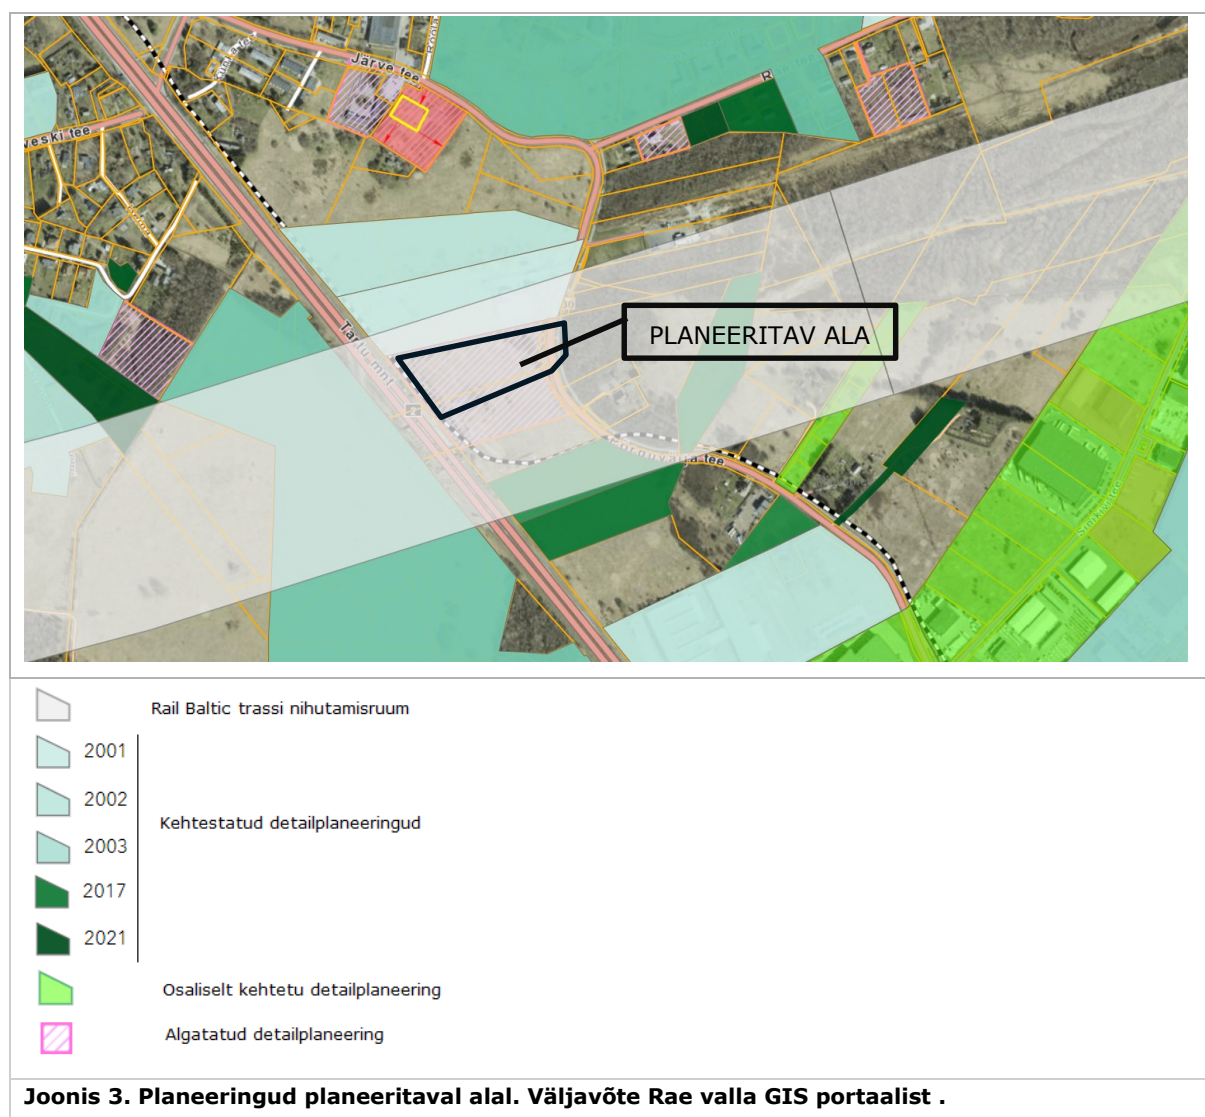 Järve tee
veski tee
Tartu mnt
PLANEERITAV ALA
Rail Baltic trassi nihutamisruum
2001
2002
2003
2017
2021
Kehtestatud detailplaneeringud
Osaliselt kehtetu detailplaneering
Algatatud detailplaneering
Joonis 3. Planeeringud planeeritaval alal. Väljavõte Rae valla GIS portaalist .